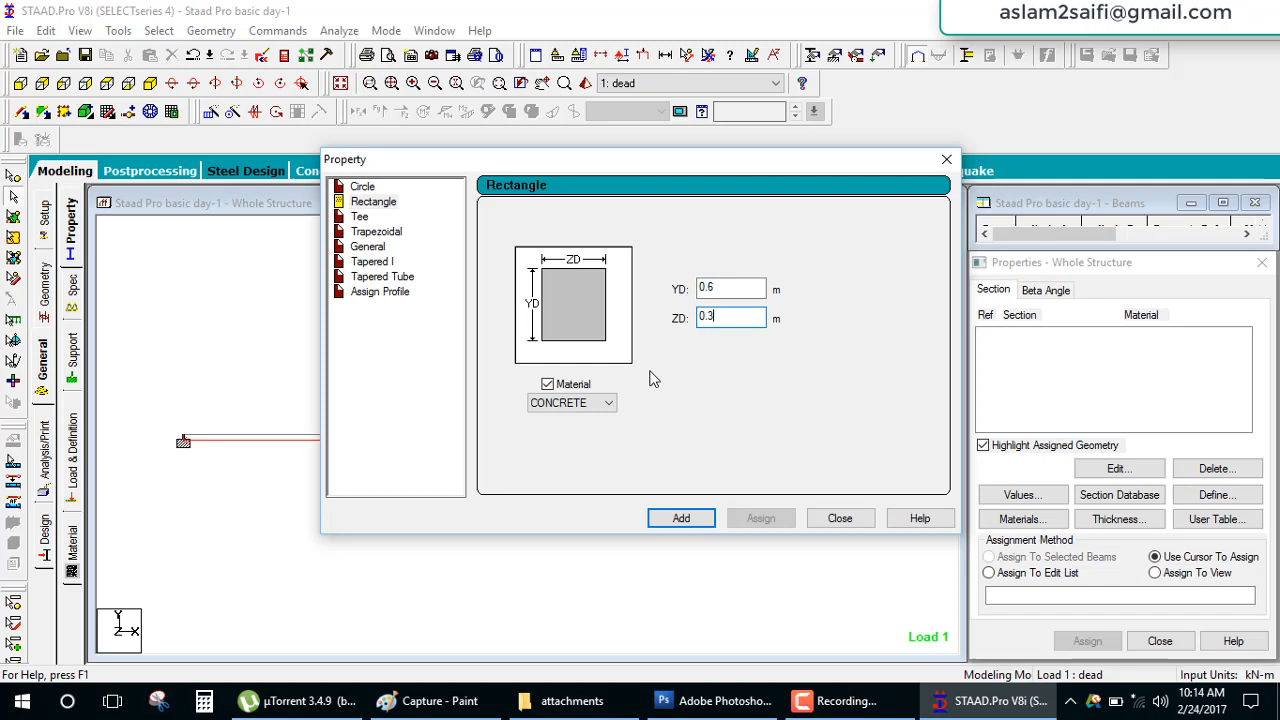 STAAD.Pro V8i (SELECTseries 4) - Staad Pro basic day-1
aslam2saifi@gmail.com
File Edit View Tools Select Geometry Commands Analyze Mode Window Help
1: dead
Modeling Postprocessing Steel Design Con
quake
Staad Pro basic day-1 - Whole Structure
Staad Pro basic day-1 - Beams
Setup
Geometry
General
Analysis/Print
Design
Property
Spec
Support
Load & Definition
Material
Property
Circle
Rectangle
Tee
Trapezoidal
General
Tapered I
Tapered Tube
Assign Profile
Rectangle
ZD
YD
YD: 0.6 m
ZD: 0.3 m
Material
CONCRETE
Add Assign Close Help
Properties - Whole Structure
Section Beta Angle
Ref Section Material
Highlight Assigned Geometry
Edit... Delete...
Values... Section Database Define...
Materials... Thickness... User Table...
Assignment Method
Assign To Selected Beams Use Cursor To Assign
Assign To Edit List Assign To View
Assign Close Help
Y
Z X
Load 1
For Help, press F1
Modeling Mo Load 1 : dead Input Units: kN-m
µTorrent 3.4.9 (b...
Capture - Paint
attachments
Adobe Photosho...
Recording...
STAAD.Pro V8i (S...
10:14 AM
2/24/2017